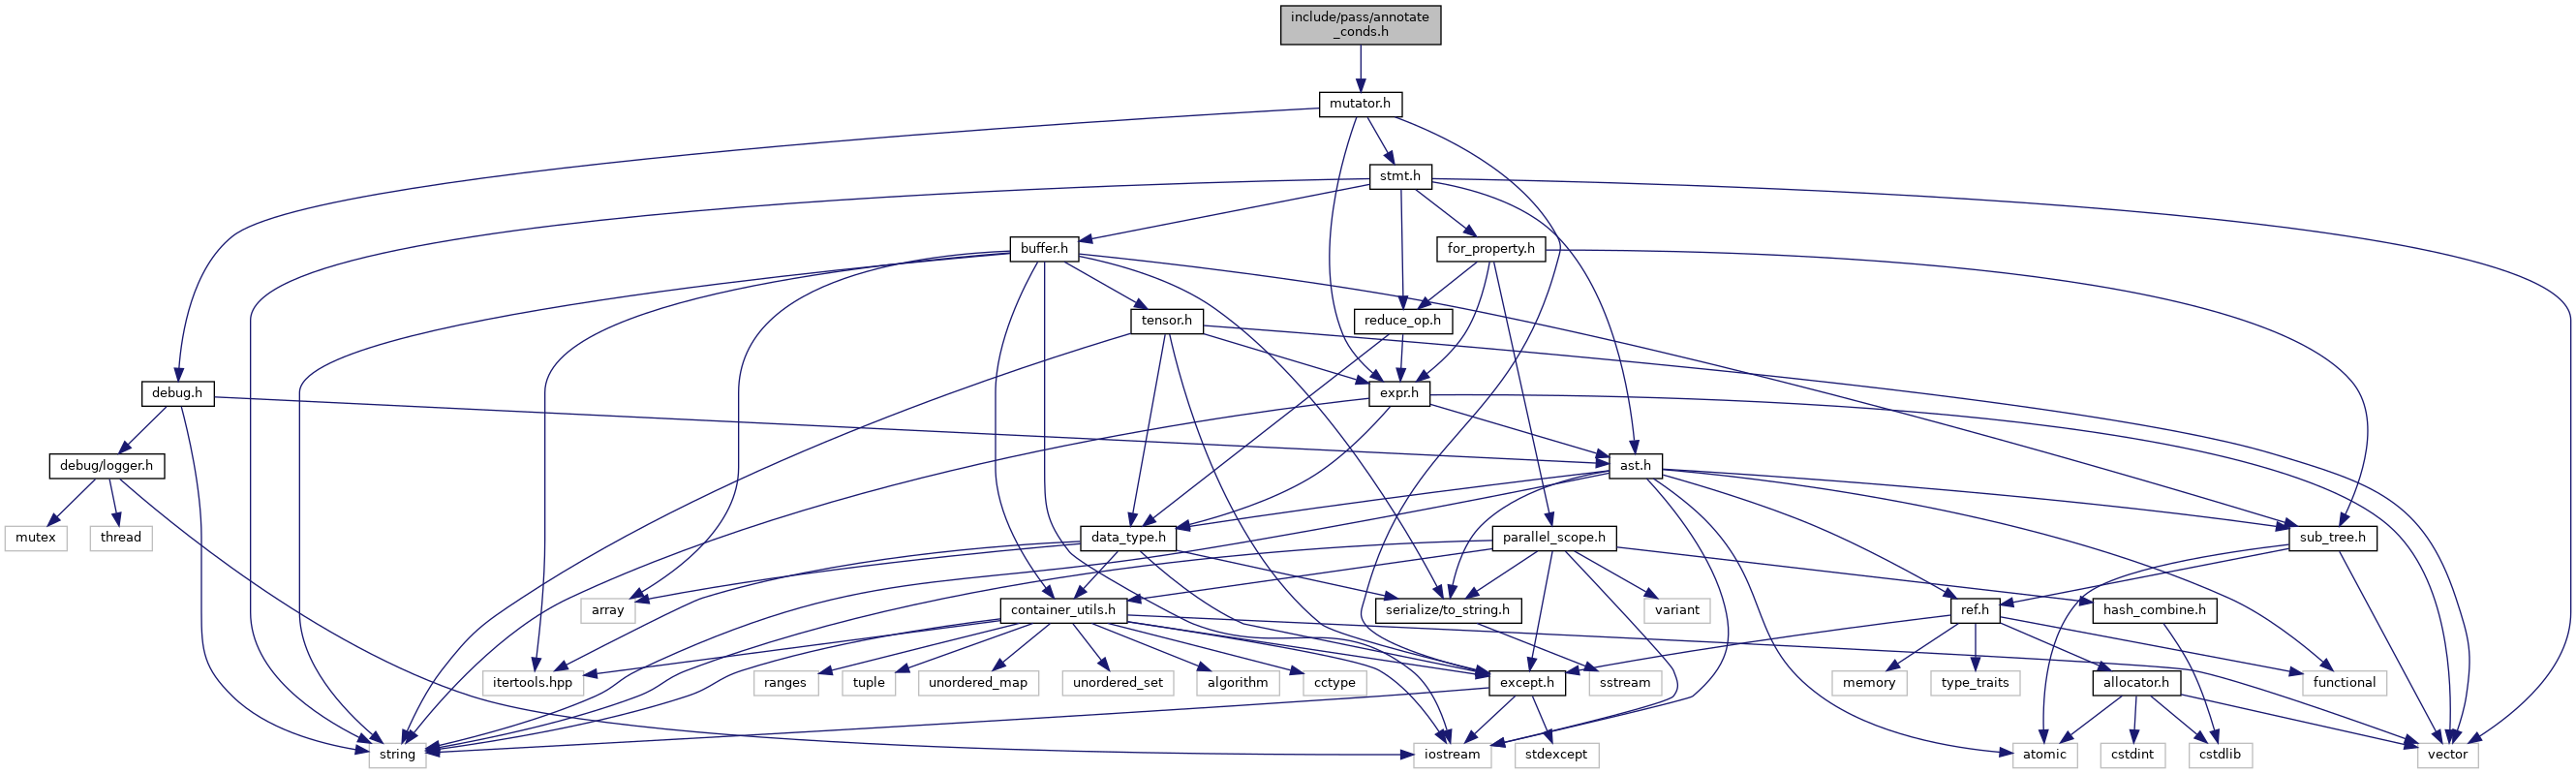 include/pass/annotate
_conds.h
mutator.h
stmt.h
buffer.h
for_property.h
tensor.h
reduce_op.h
debug.h
expr.h
debug/logger.h
ast.h
mutex
thread
data_type.h
parallel_scope.h
sub_tree.h
array
container_utils.h
serialize/to_string.h
variant
ref.h
hash_combine.h
itertools.hpp
ranges
tuple
unordered_map
unordered_set
algorithm
cctype
except.h
sstream
memory
type_traits
allocator.h
functional
string
iostream
stdexcept
atomic
cstdint
cstdlib
vector